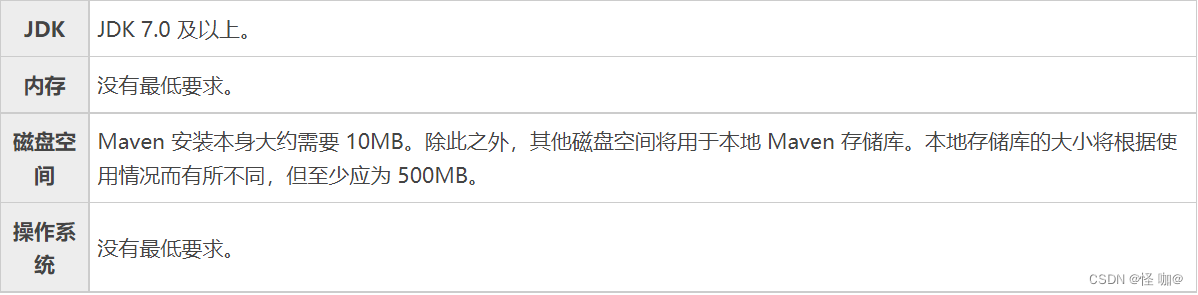 JDK
JDK 7.0 及以上。
内存
没有最低要求。
磁盘空
间
Maven 安装本身大约需要 10MB。除此之外，其他磁盘空间将用于本地 Maven 存储库。本地存储库的大小将根据使
用情况而有所不同，但至少应为 500MB。
操作系
统
没有最低要求。
CSDN @怪 咖@